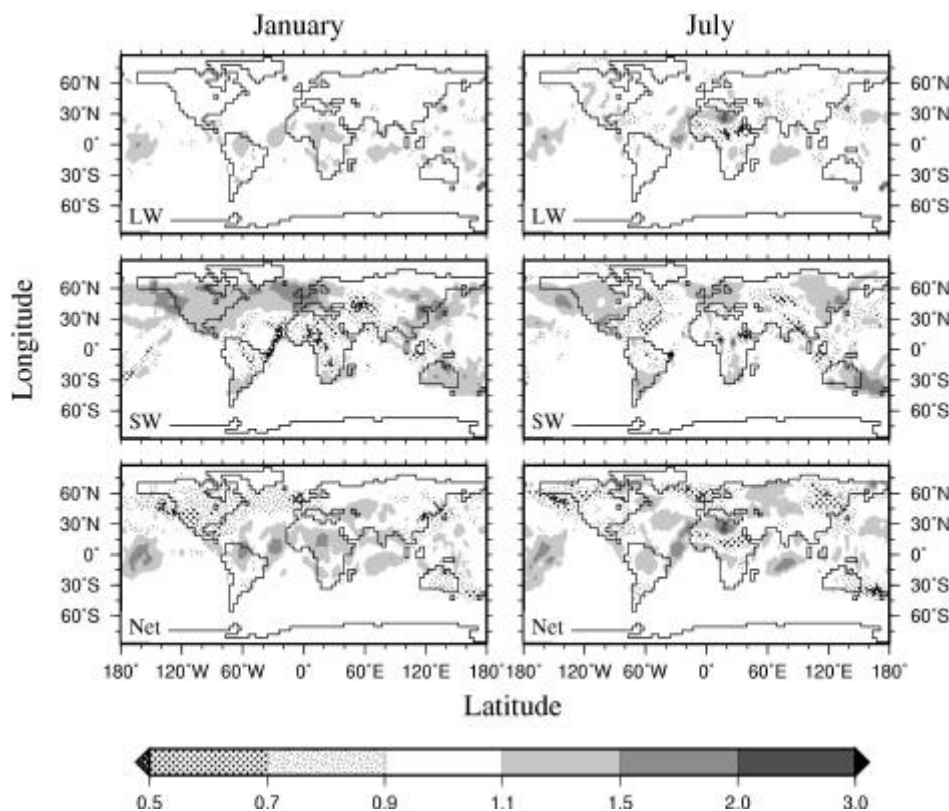 January July
60°N 60°N
30°N 30°N
0° 0°
30°S 30°S
60°S 60°S
LW LW
60°N 60°N
30°N 30°N
0° 0°
30°S 30°S
60°S 60°S
SW SW
Longitude
60°N 60°N
30°N 30°N
0° 0°
30°S 30°S
60°S 60°S
Net Net
180° 120°W 60°W 0° 60°E 120°E 180° 180° 120°W 60°W 0° 60°E 120°E 180°
Latitude
0.5 0.7 0.9 1.1 1.5 2.0 3.0